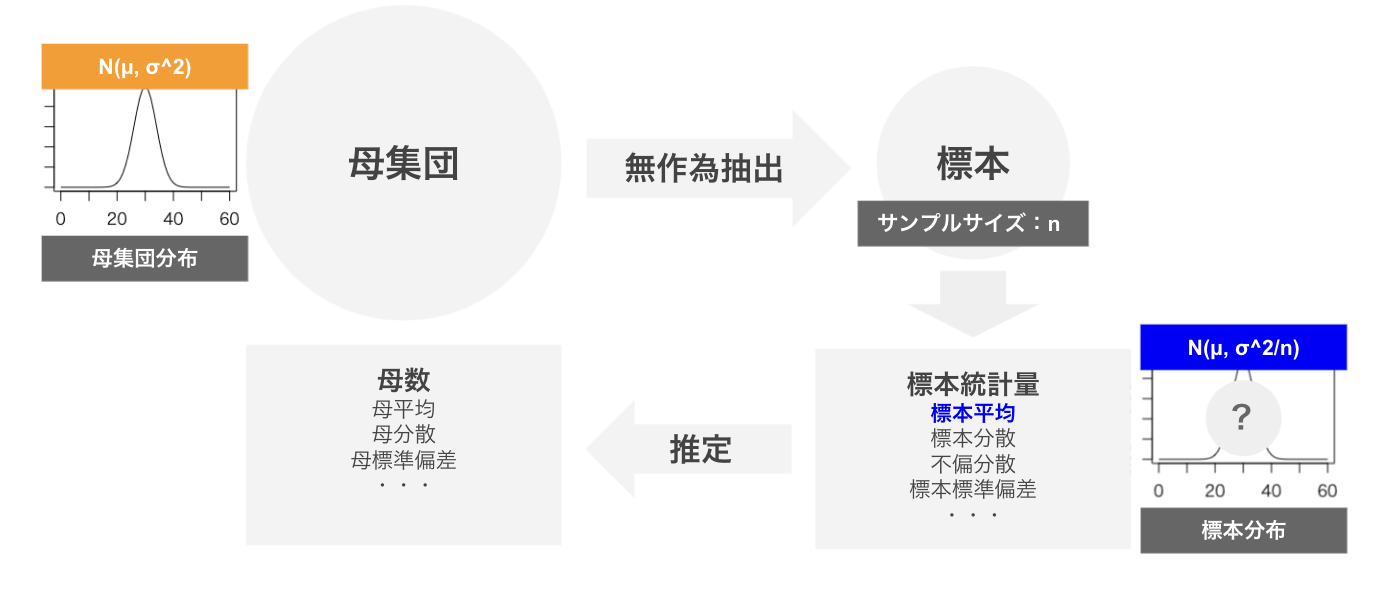 N(μ, σ^2)
0 20 40 60
母集団分布
母集団
無作為抽出
標本
サンプルサイズ：n
母数
母平均
母分散
母標準偏差
・・・
推定
標本統計量
標本平均
標本分散
不偏分散
標本標準偏差
・・・
N(μ, σ^2/n)
?
0 20 40 60
標本分布